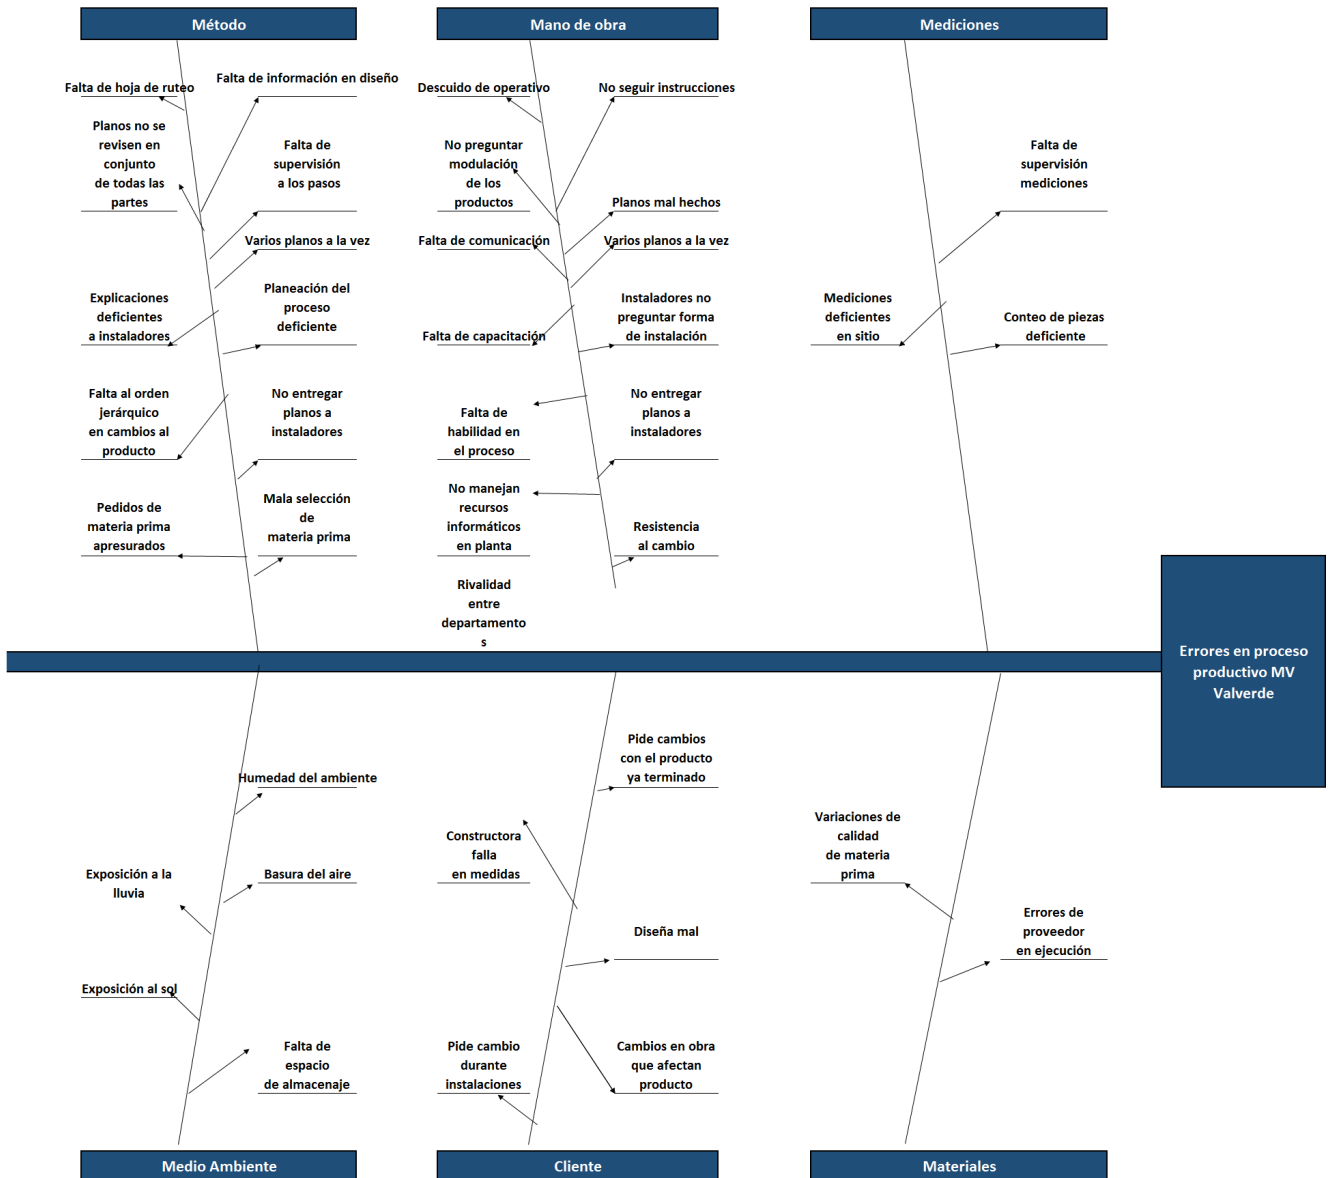 Método
Mano de obra
Mediciones
Falta de hoja de ruteo
Falta de información en diseño
Planos no se
revisen en
conjunto
de todas las
partes
Falta de
supervisión
a los pasos
Varios planos a la vez
Explicaciones
deficientes
a instaladores
Planeación del
proceso
deficiente
Falta al orden
jerárquico
en cambios al
producto
No entregar
planos a
instaladores
Pedidos de
materia prima
apresurados
Mala selección
de
materia prima
Descuido de operativo
No seguir instrucciones
No preguntar
modulación
de los
productos
Planos mal hechos
Falta de comunicación
Varios planos a la vez
Falta de capacitación
Instaladores no
preguntar forma
de instalación
Falta de
habilidad en
el proceso
No entregar
planos a
instaladores
No manejan
recursos
informáticos
en planta
Resistencia
al cambio
Rivalidad
entre
departamento
s
Falta de
supervisión
mediciones
Mediciones
deficientes
en sitio
Conteo de piezas
deficiente
Errores en proceso
productivo MV
Valverde
Humedad del ambiente
Exposición a la
lluvia
Basura del aire
Exposición al sol
Falta de
espacio
de almacenaje
Pide cambios
con el producto
ya terminado
Constructora
falla
en medidas
Diseña mal
Pide cambio
durante
instalaciones
Cambios en obra
que afectan
producto
Variaciones de
calidad
de materia
prima
Errores de
proveedor
en ejecución
Medio Ambiente
Cliente
Materiales